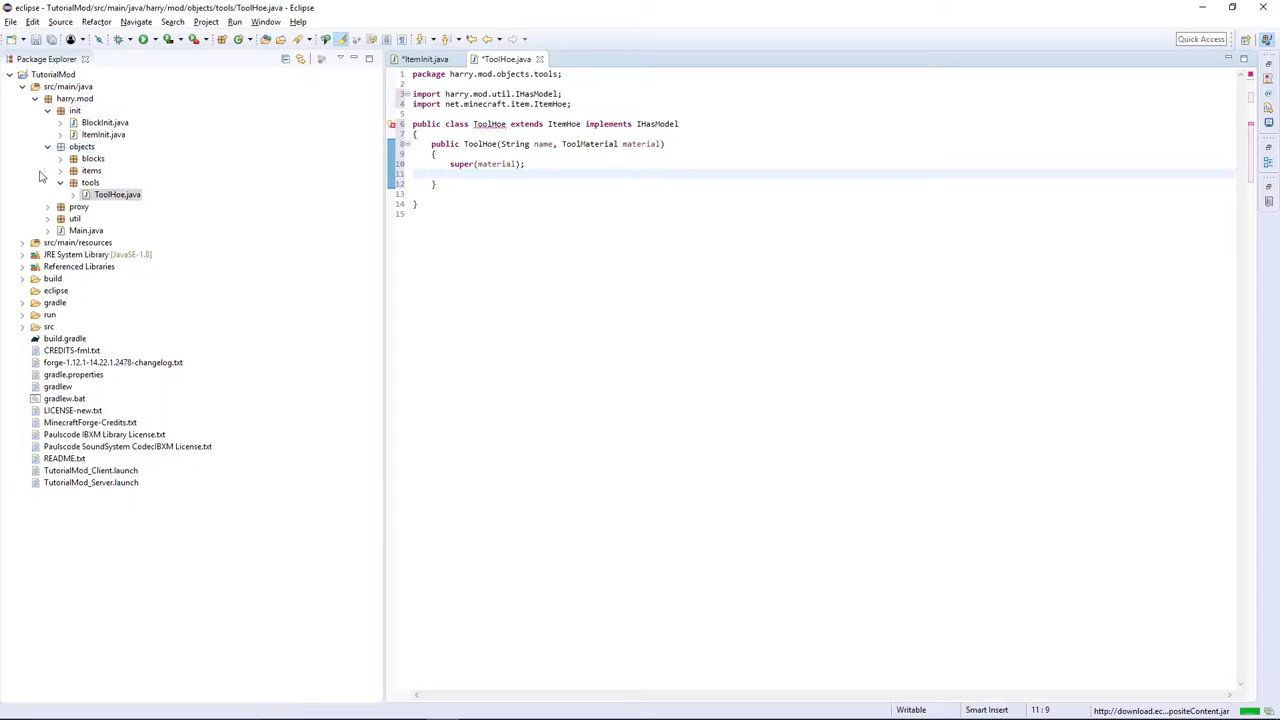 eclipse - TutorialMod/src/main/java/harry/mod/objects/tools/ToolHoe.java - Eclipse
File Edit Source Refactor Navigate Search Project Run Window Help
Quick Access
Package Explorer
*ItemInit.java
*ToolHoe.java
TutorialMod
src/main/java
harry.mod
init
BlockInit.java
ItemInit.java
objects
blocks
items
tools
ToolHoe.java
proxy
util
Main.java
src/main/resources
JRE System Library [JavaSE-1.8]
Referenced Libraries
build
eclipse
gradle
run
src
build.gradle
CREDITS-fml.txt
forge-1.12.1-14.22.1.2478-changelog.txt
gradle.properties
gradlew
gradlew.bat
LICENSE-new.txt
MinecraftForge-Credits.txt
Paulscode IBXM Library License.txt
Paulscode SoundSystem CodecIBXM License.txt
README.txt
TutorialMod_Client.launch
TutorialMod_Server.launch
1 package harry.mod.objects.tools;
2
3 import harry.mod.util.IHasModel;
4 import net.minecraft.item.ItemHoe;
5
6 public class ToolHoe extends ItemHoe implements IHasModel
7 {
8 public ToolHoe(String name, ToolMaterial material)
9 {
10 super(material);
11
12 }
13
14 }
15
Writable Smart Insert 11 : 9 http://download.ec...positeContent.jar